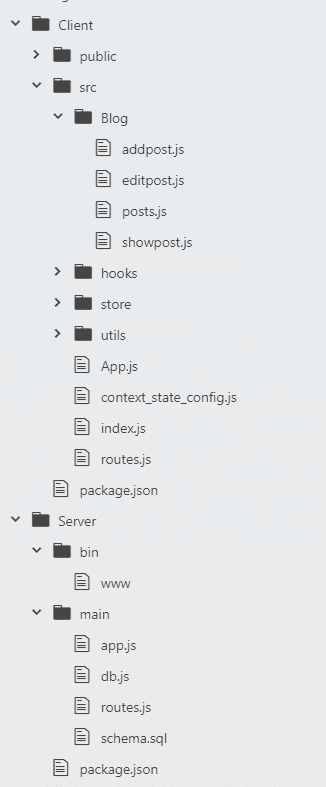 Client
public
src
Blog
addpost.js
editpost.js
posts.js
showpost.js
hooks
store
utils
App.js
context_state_config.js
index.js
routes.js
package.json
Server
bin
www
main
app.js
db.js
routes.js
schema.sql
package.json